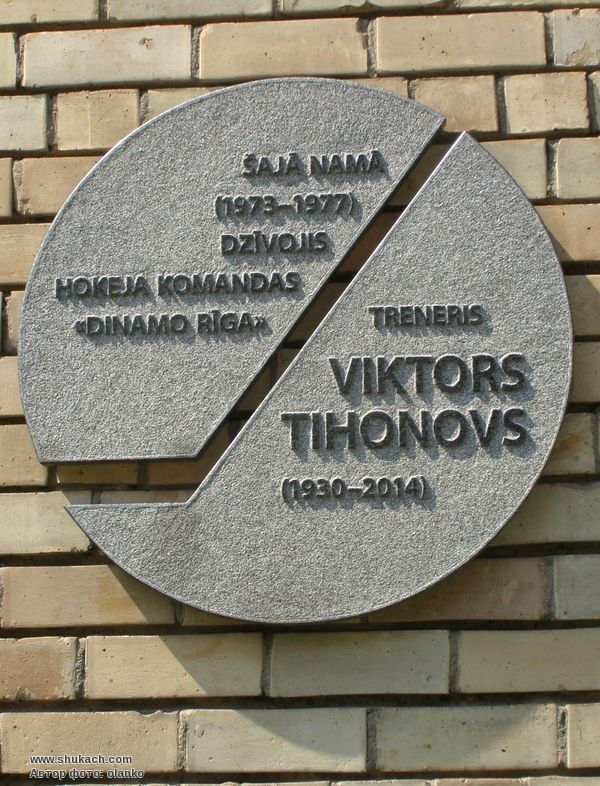 ŠAJĀ NAMĀ
(1973–1977)
DZĪVOJIS
HOKEJA KOMANDAS
«DINAMO RĪGA»
TRENERIS
VIKTORS
TIHONOVS
(1930–2014)
www.shukach.com
Автор фото: olanko